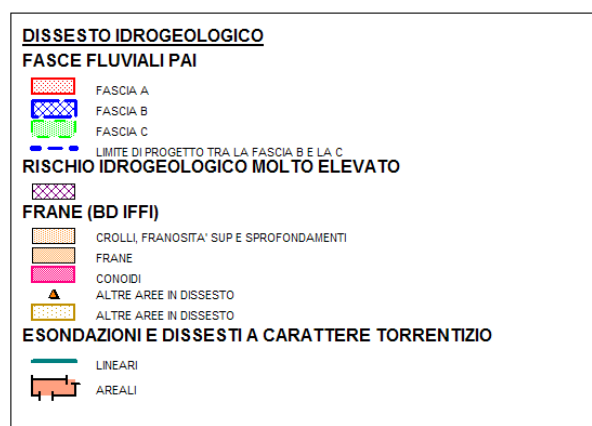 DISSESTO IDROGEOLOGICO
FASCE FLUVIALI PAI
FASCIA A
FASCIA B
FASCIA C
LIMITE DI PROGETTO TRA LA FASCIA B E LA C
RISCHIO IDROGEOLOGICO MOLTO ELEVATO
FRANE (BD IFFI)
CROLLI, FRANOSITA' SUP E SPROFONDAMENTI
FRANE
CONOIDI
ALTRE AREE IN DISSESTO
ALTRE AREE IN DISSESTO
ESONDAZIONI E DISSESTI A CARATTERE TORRENTIZIO
LINEARI
AREALI